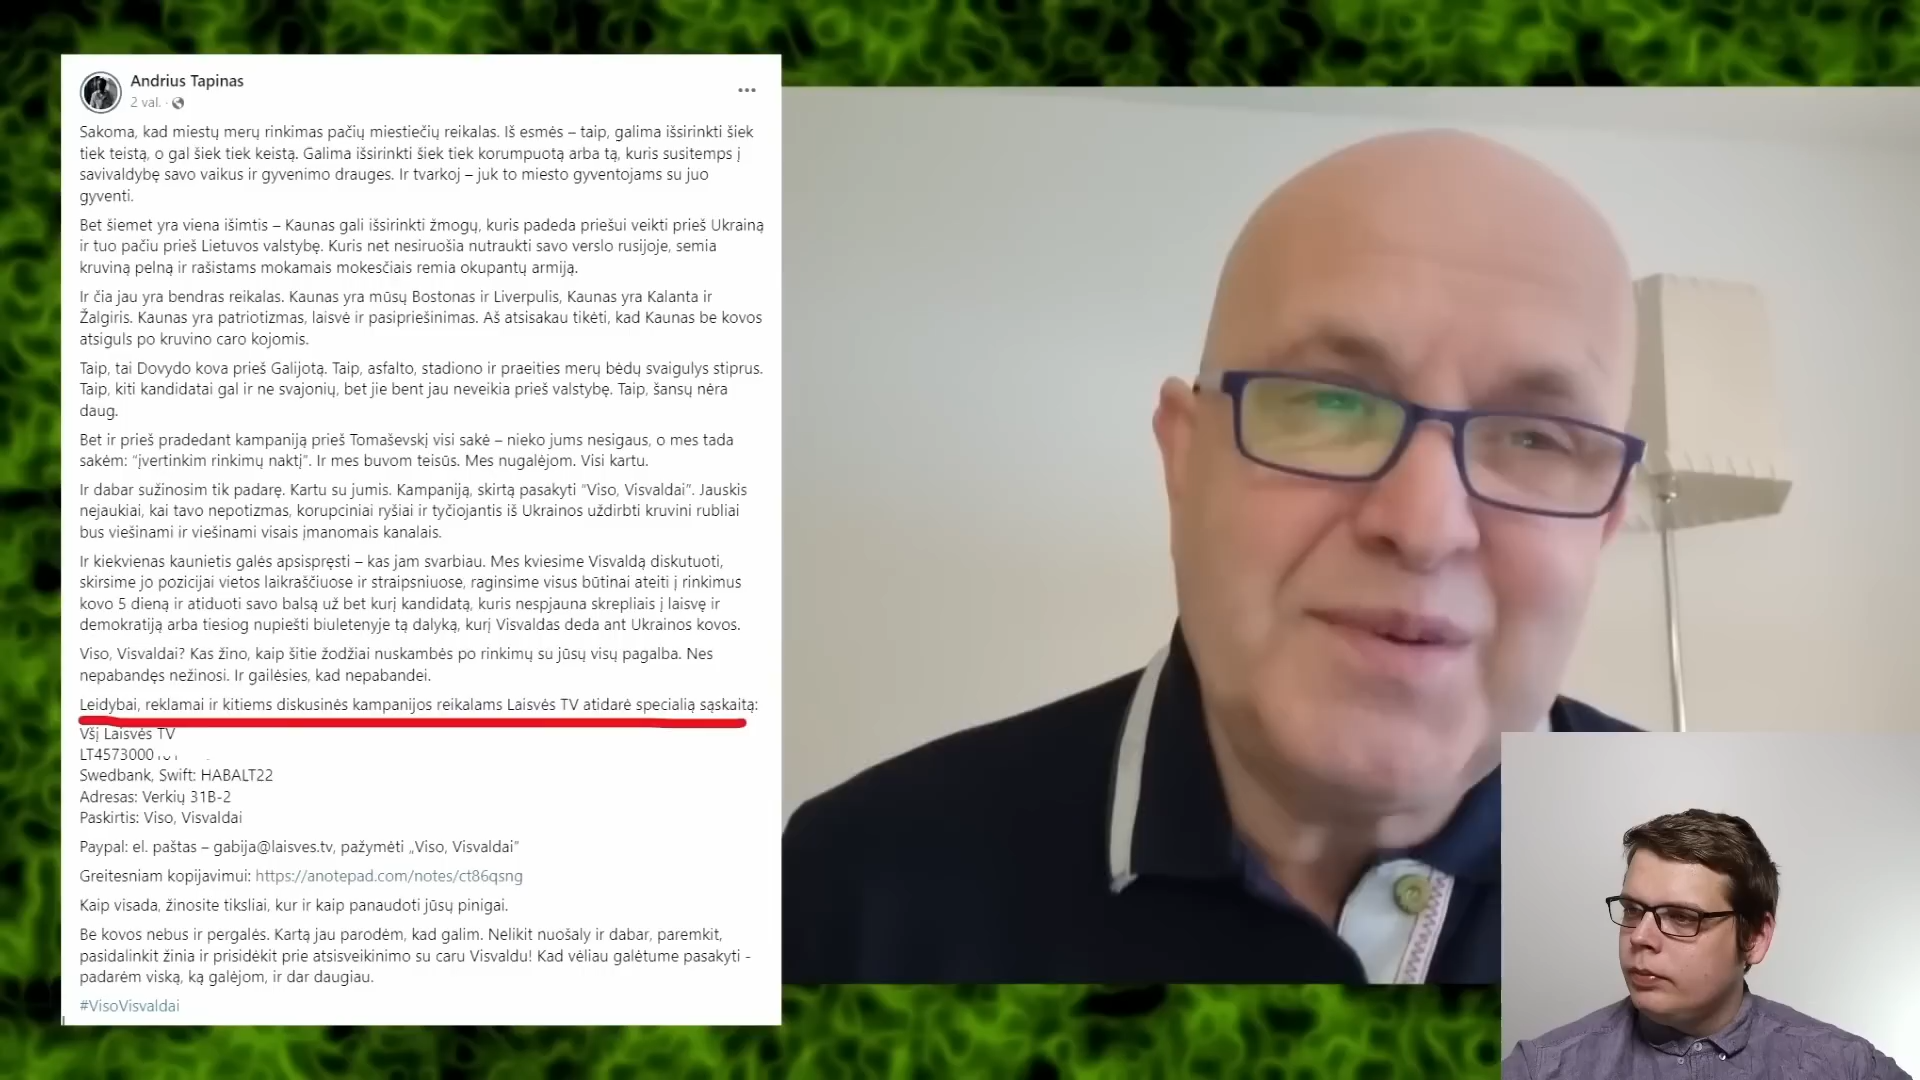 Andrius Tapinas
2 val. ·
Sakoma, kad miestų merų rinkimas pačių miestiečių reikalas. Iš esmės – taip, galima išsirinkti šiek
tiek teistą, o gal šiek tiek keistą. Galima išsirinkti šiek tiek korumpuotą arba tą, kuris susitemps į
savivaldybę savo vaikus ir gyvenimo drauges. Ir tvarkoj – juk to miesto gyventojams su juo
gyventi.
Bet šiemet yra viena išimtis – Kaunas gali išsirinkti žmogų, kuris padeda priešui veikti prieš Ukrainą
ir tuo pačiu prieš Lietuvos valstybę. Kuris net nesiruošia nutraukti savo verslo rusijoje, semia
kruviną pelną ir rašistams mokamais mokesčiais remia okupantų armiją.
Ir čia jau yra bendras reikalas. Kaunas yra mūsų Bostonas ir Liverpulis, Kaunas yra Kalanta ir
Žalgiris. Kaunas yra patriotizmas, laisvė ir pasipriešinimas. Aš atsisakau tikėti, kad Kaunas be kovos
atsiguls po kruvino caro kojomis.
Taip, tai Dovydo kova prieš Galijotą. Taip, asfalto, stadiono ir praeities merų bėdų svaigulys stiprus.
Taip, kiti kandidatai gal ir ne svajonių, bet jie bent jau neveikia prieš valstybę. Taip, šansų nėra
daug.
Bet ir prieš pradedant kampaniją prieš Tomaševskį visi sakė – nieko jums nesigaus, o mes tada
sakėm: “įvertinkim rinkimų naktį”. Ir mes buvom teisūs. Mes nugalėjom. Visi kartu.
Ir dabar sužinosim tik padarę. Kartu su jumis. Kampaniją, skirtą pasakyti “Viso, Visvaldai”. Jauskis
nejaukiai, kai tavo nepotizmas, korupciniai ryšiai ir tyčiojantis iš Ukrainos uždirbti kruvini rubliai
bus viešinami ir viešinami visais įmanomais kanalais.
Ir kiekvienas kaunietis galės apsispręsti – kas jam svarbiau. Mes kviesime Visvaldą diskutuoti,
skirsime jo pozicijai vietos laikraščiuose ir straipsniuose, raginsime visus būtinai ateiti į rinkimus
kovo 5 dieną ir atiduoti savo balsą už bet kurį kandidatą, kuris nespjauna skrepliais į laisvę ir
demokratiją arba tiesiog nupiešti biuletenyje tą dalyką, kurį Visvaldas deda ant Ukrainos kovos.
Viso, Visvaldai? Kas žino, kaip šitie žodžiai nuskambės po rinkimų su jūsų visų pagalba. Nes
nepabandęs nežinosi. Ir gailėsies, kad nepabandei.
Leidybai, reklamai ir kitiems diskusinės kampanijos reikalams Laisvės TV atidarė specialią sąskaitą:
VšĮ Laisvės TV
LT4573000
Swedbank, Swift: HABALT22
Adresas: Verkių 31B-2
Paskirtis: Viso, Visvaldai
Paypal: el. paštas – gabija@laisves.tv, pažymėti „Viso, Visvaldai”
Greitesniam kopijavimui: https://anotepad.com/notes/ct86qsng
Kaip visada, žinosite tiksliai, kur ir kaip panaudoti jūsų pinigai.
Be kovos nebus ir pergalės. Kartą jau parodėm, kad galim. Nelikit nuošaly ir dabar, paremkit,
pasidalinkit žinia ir prisidėkit prie atsisveikinimo su caru Visvaldu! Kad vėliau galėtume pasakyti -
padarėm viską, ką galėjom, ir dar daugiau.
#VisoVisvaldai